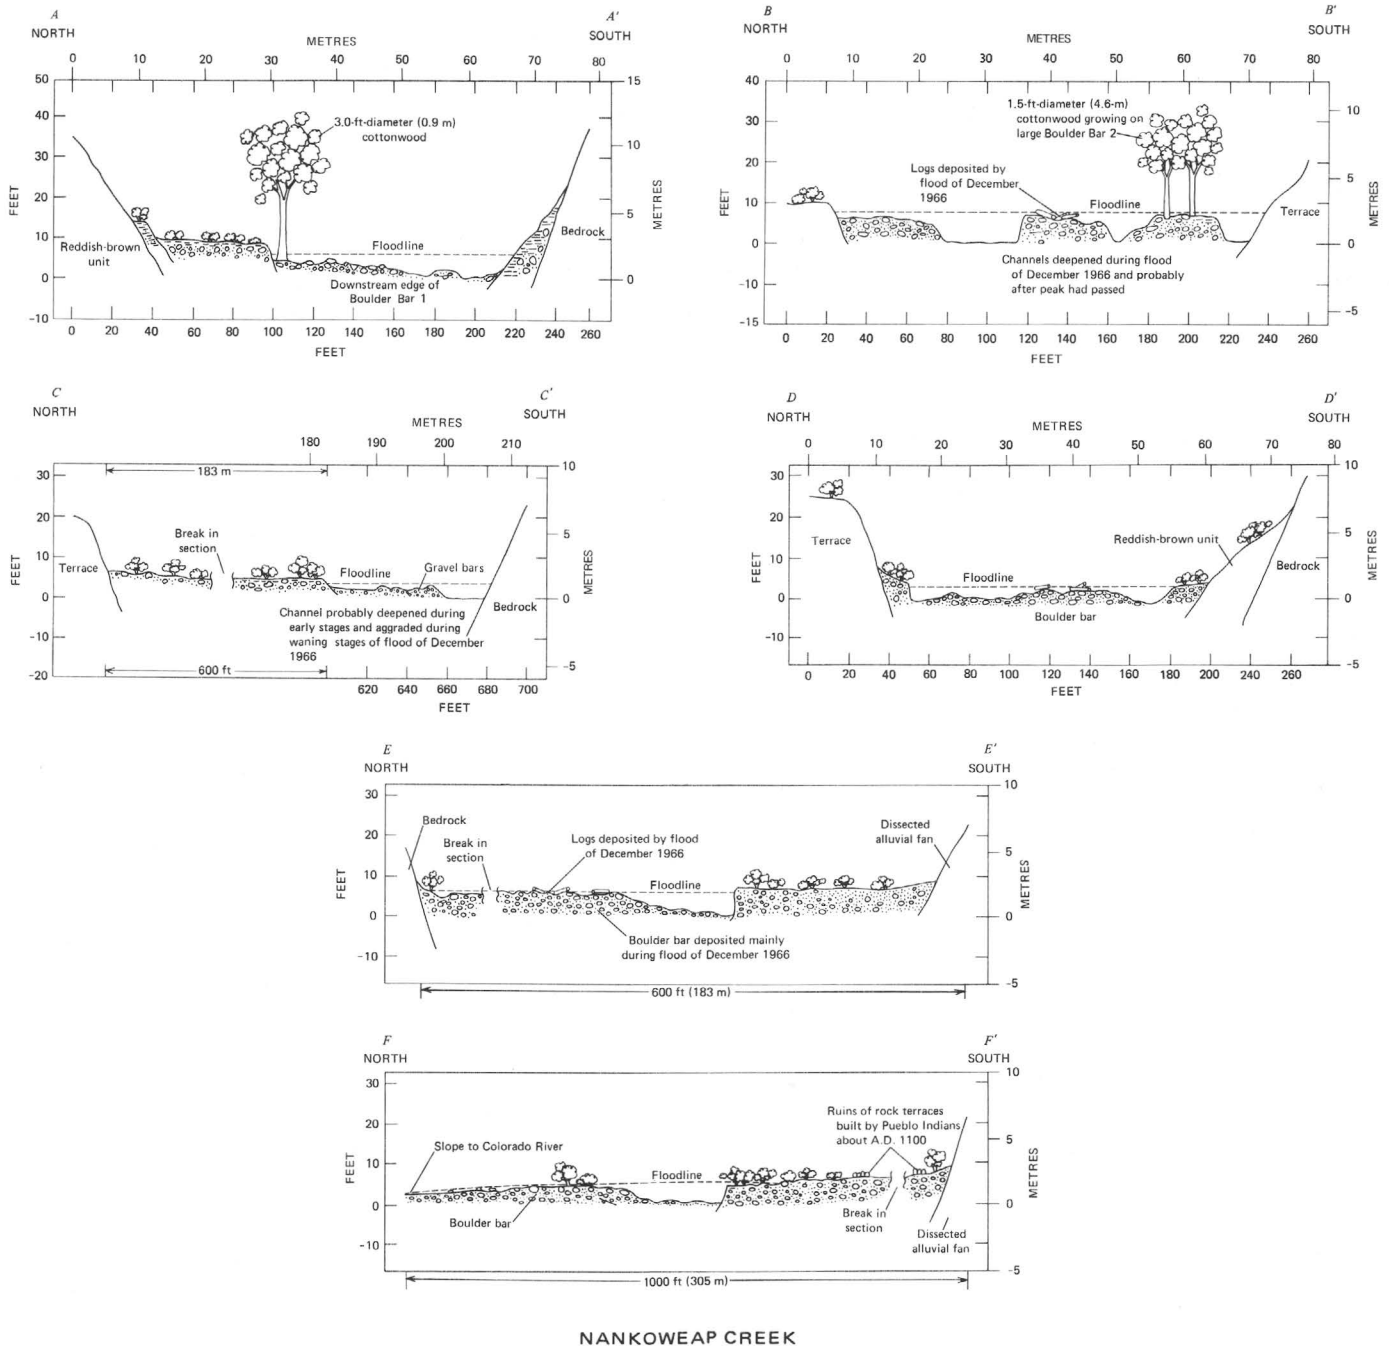 A
NORTH
A'
SOUTH
METRES
0 10 20 30 40 50 60 70 80
50
40
30
20
10
0
-10
FEET
15
10
5
0
METRES
3.0-ft-diameter (0.9 m)
cottonwood
Reddish-brown
unit
Floodline
Bedrock
Downstream edge of
Boulder Bar 1
0 20 40 60 80 100 120 140 160 180 200 220 240 260
FEET
B
NORTH
B'
SOUTH
METRES
0 10 20 30 40 50 60 70 80
40
30
20
10
0
-10
-15
FEET
10
5
0
-5
METRES
1.5-ft-diameter (4.6-m)
cottonwood growing on
large Boulder Bar 2
Logs deposited by
flood of December
1966
Floodline
Terrace
Channels deepened during flood
of December 1966 and probably
after peak had passed
0 20 40 60 80 100 120 140 160 180 200 220 240 260
FEET
C
NORTH
C'
SOUTH
METRES
180 190 200 210
183 m
30
20
10
0
-10
-20
FEET
10
5
0
-5
METRES
Break in
section
Terrace
Floodline
Gravel bars
Bedrock
Channel probably deepened during
early stages and aggraded during
waning stages of flood of December
1966
600 ft
620 640 660 680 700
FEET
D
NORTH
D'
SOUTH
METRES
0 10 20 30 40 50 60 70 80
30
20
10
0
-10
FEET
10
5
0
-5
METRES
Terrace
Reddish-brown unit
Floodline
Bedrock
Boulder bar
0 20 40 60 80 100 120 140 160 180 200 220 240 260
FEET
E
NORTH
E'
SOUTH
30
20
10
0
-10
FEET
10
5
0
-5
METRES
Bedrock
Break in
section
Logs deposited by flood
of December 1966
Floodline
Dissected
alluvial fan
Boulder bar deposited mainly
during flood of December 1966
600 ft (183 m)
F
NORTH
F'
SOUTH
30
20
10
0
-10
FEET
10
5
0
-5
METRES
Slope to Colorado River
Floodline
Ruins of rock terraces
built by Pueblo Indians
about A.D. 1100
Boulder bar
Break in
section
Dissected
alluvial fan
1000 ft (305 m)
NANKOWEAP CREEK